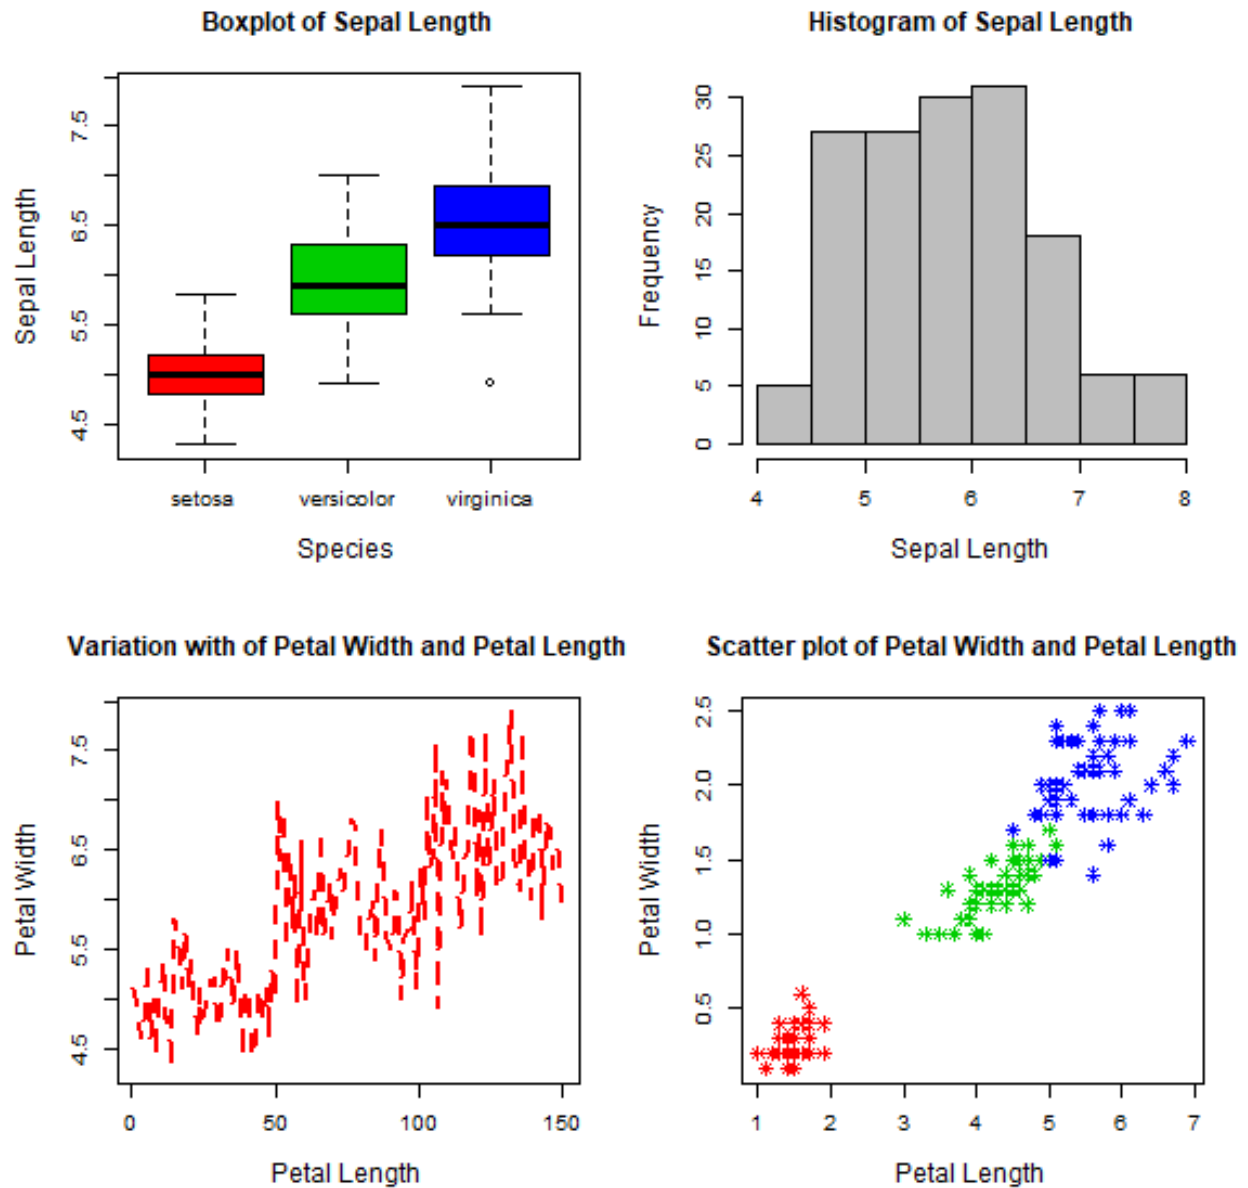 Boxplot of Sepal Length
Sepal Length
7.5
6.5
5.5
4.5
setosa versicolor virginica
Species
Histogram of Sepal Length
Frequency
30
25
20
15
10
5
0
4 5 6 7 8
Sepal Length
Variation with of Petal Width and Petal Length
Petal Width
7.5
6.5
5.5
4.5
0 50 100 150
Petal Length
Scatter plot of Petal Width and Petal Length
Petal Width
2.5
2.0
1.5
1.0
0.5
1 2 3 4 5 6 7
Petal Length